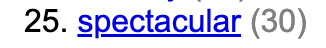 25. spectacular (30)